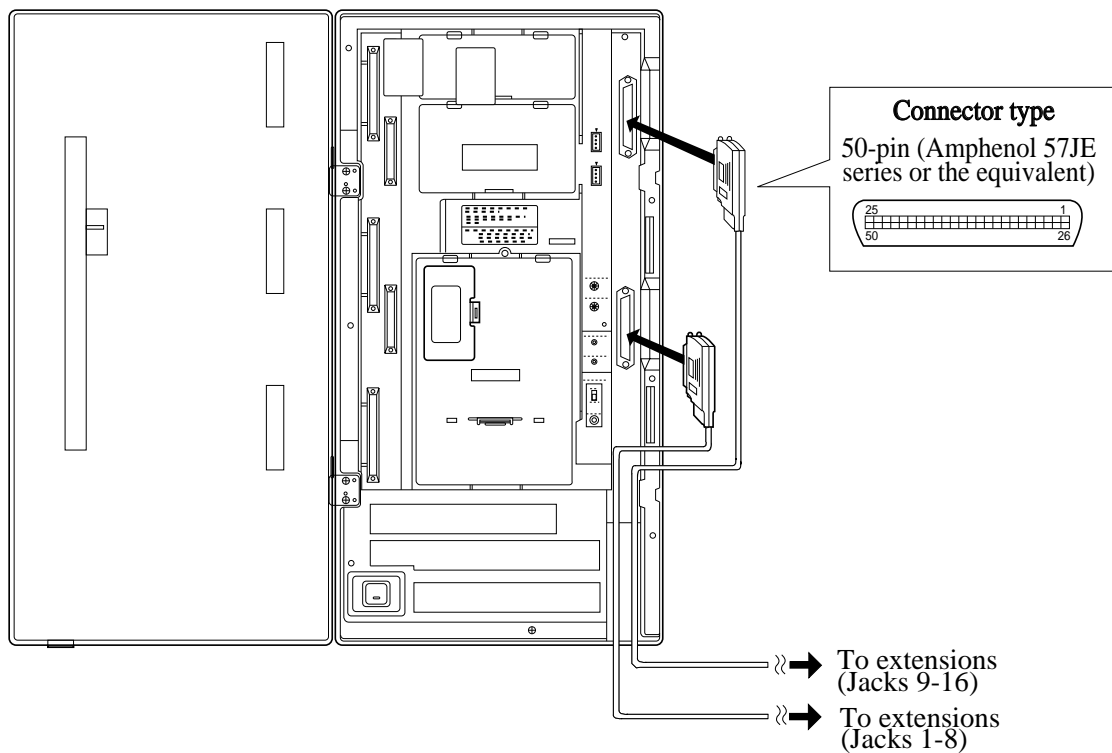 Connector type
50-pin (Amphenol 57JE
series or the equivalent)
25 1
50 26
To extensions
(Jacks 9-16)
To extensions
(Jacks 1-8)